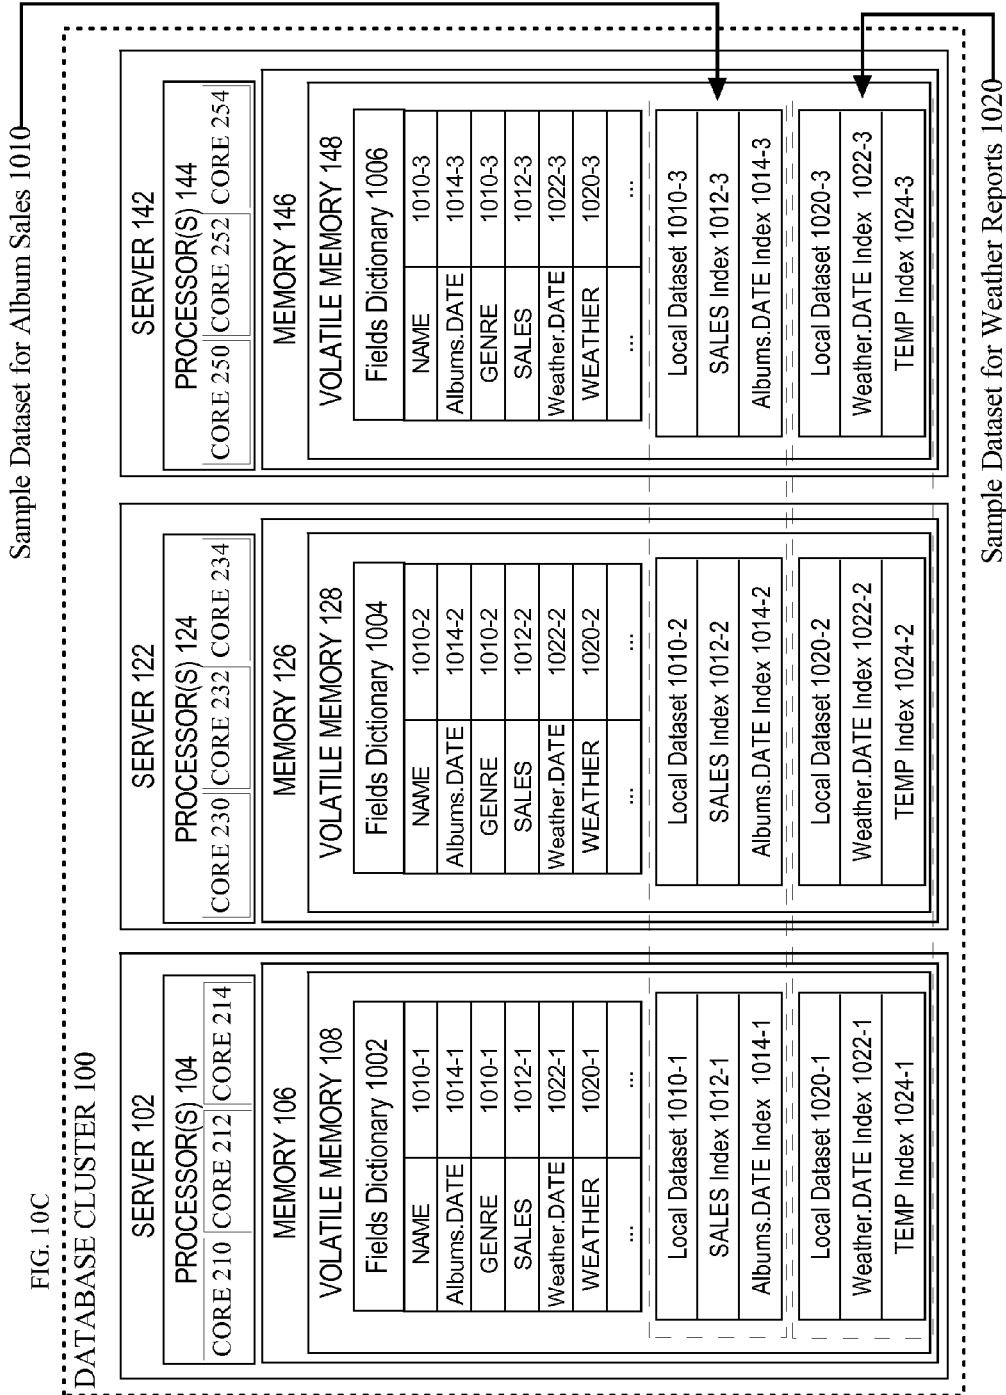 FIG. 10C
Sample Dataset for Album Sales 1010
DATABASE CLUSTER 100
SERVER 102
PROCESSOR(S) 104
CORE 210 CORE 212 CORE 214
MEMORY 106
VOLATILE MEMORY 108
Fields Dictionary 1002
NAME 1010-1
Albums.DATE 1014-1
GENRE 1010-1
SALES 1012-1
Weather.DATE 1022-1
WEATHER 1020-1
... ...
Local Dataset 1010-1
SALES Index 1012-1
Albums.DATE Index 1014-1
Local Dataset 1020-1
Weather.DATE Index 1022-1
TEMP Index 1024-1
SERVER 122
PROCESSOR(S) 124
CORE 230 CORE 232 CORE 234
MEMORY 126
VOLATILE MEMORY 128
Fields Dictionary 1004
NAME 1010-2
Albums.DATE 1014-2
GENRE 1010-2
SALES 1012-2
Weather.DATE 1022-2
WEATHER 1020-2
... ...
Local Dataset 1010-2
SALES Index 1012-2
Albums.DATE Index 1014-2
Local Dataset 1020-2
Weather.DATE Index 1022-2
TEMP Index 1024-2
SERVER 142
PROCESSOR(S) 144
CORE 250 CORE 252 CORE 254
MEMORY 146
VOLATILE MEMORY 148
Fields Dictionary 1006
NAME 1010-3
Albums.DATE 1014-3
GENRE 1010-3
SALES 1012-3
Weather.DATE 1022-3
WEATHER 1020-3
... ...
Local Dataset 1010-3
SALES Index 1012-3
Albums.DATE Index 1014-3
Local Dataset 1020-3
Weather.DATE Index 1022-3
TEMP Index 1024-3
Sample Dataset for Weather Reports 1020